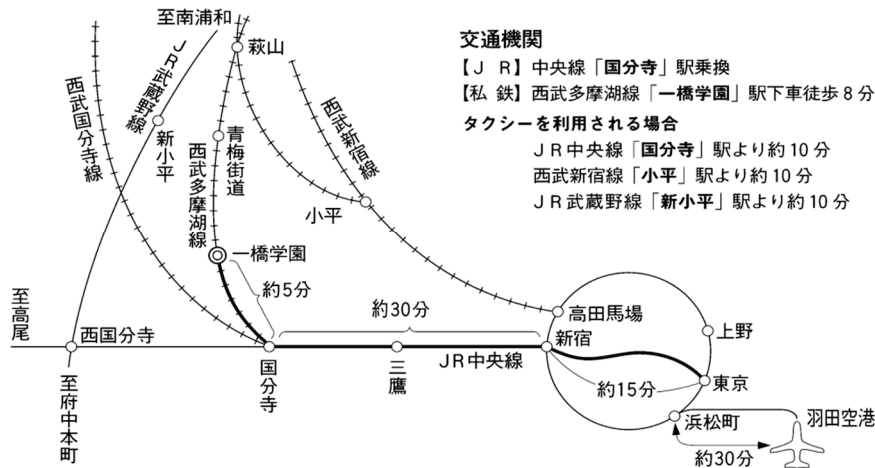 交通機関
【JR】中央線「国分寺」駅乗換
【私鉄】西武多摩湖線「一橋学園」駅下車徒歩8分
タクシーを利用される場合
JR中央線「国分寺」駅より約10分
西武新宿線「小平」駅より約10分
JR武蔵野線「新小平」駅より約10分
至南浦和
萩山
JR武蔵野線
西武国分寺線
新小平
青梅街道
西武多摩湖線
西武新宿線
小平
一橋学園
約5分
至高尾
西国分寺
約30分
高田馬場
新宿
上野
国分寺
三鷹
JR中央線
約15分
東京
至府中本町
浜松町
羽田空港
約30分